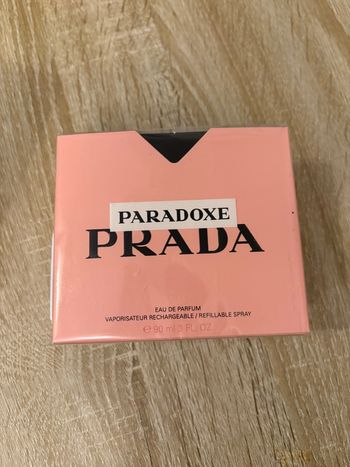 PARADOXE
PRADA
EAU DE PARFUM
VAPORISATEUR RECHARGEABLE / REFILLABLE SPRAY
℮ 90 ml 3 FL. OZ